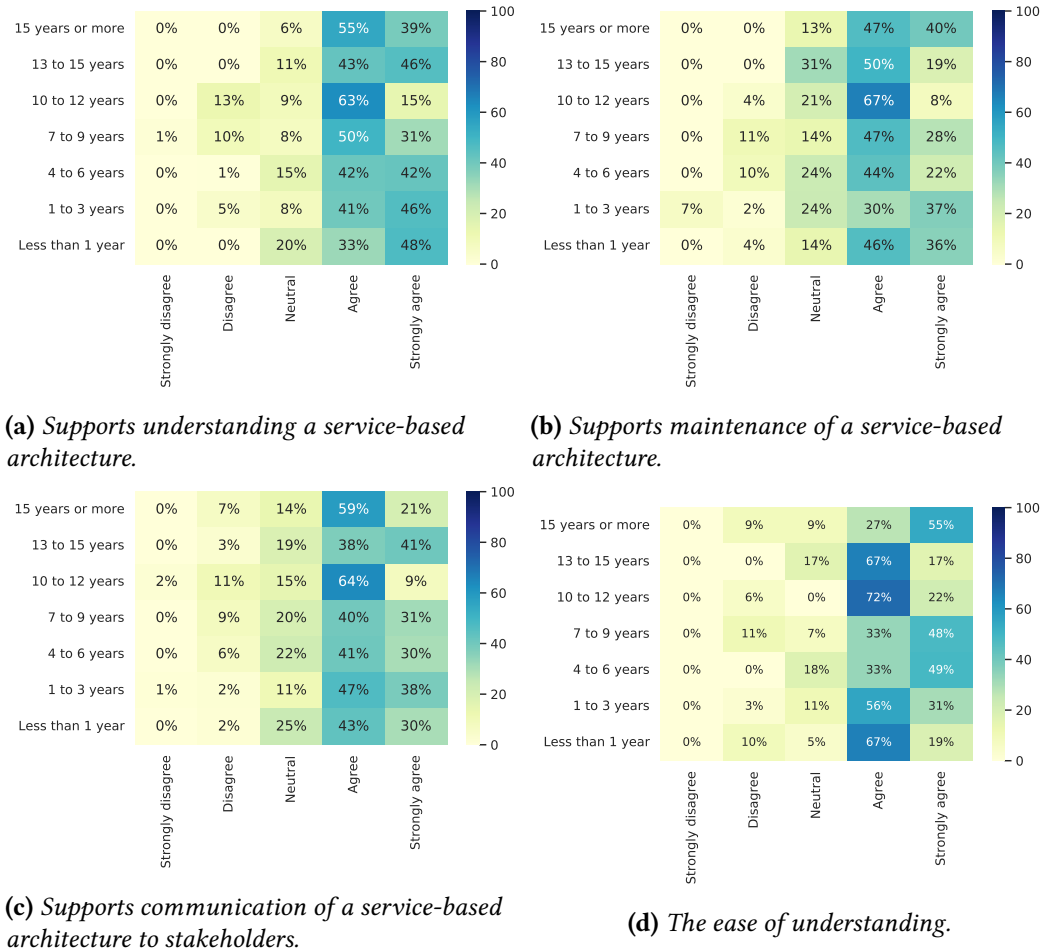 15 years or more 0% 0% 6% 55% 39%
13 to 15 years 0% 0% 11% 43% 46%
10 to 12 years 0% 13% 9% 63% 15%
7 to 9 years 1% 10% 8% 50% 31%
4 to 6 years 0% 1% 15% 42% 42%
1 to 3 years 0% 5% 8% 41% 46%
Less than 1 year 0% 0% 20% 33% 48%
Strongly disagree
Disagree
Neutral
Agree
Strongly agree
100
80
60
40
20
0
(a) Supports understanding a service-based
architecture.
15 years or more 0% 0% 13% 47% 40%
13 to 15 years 0% 0% 31% 50% 19%
10 to 12 years 0% 4% 21% 67% 8%
7 to 9 years 0% 11% 14% 47% 28%
4 to 6 years 0% 10% 24% 44% 22%
1 to 3 years 7% 2% 24% 30% 37%
Less than 1 year 0% 4% 14% 46% 36%
Strongly disagree
Disagree
Neutral
Agree
Strongly agree
100
80
60
40
20
0
(b) Supports maintenance of a service-based
architecture.
15 years or more 0% 7% 14% 59% 21%
13 to 15 years 0% 3% 19% 38% 41%
10 to 12 years 2% 11% 15% 64% 9%
7 to 9 years 0% 9% 20% 40% 31%
4 to 6 years 0% 6% 22% 41% 30%
1 to 3 years 1% 2% 11% 47% 38%
Less than 1 year 0% 2% 25% 43% 30%
Strongly disagree
Disagree
Neutral
Agree
Strongly agree
100
80
60
40
20
0
(c) Supports communication of a service-based
architecture to stakeholders.
15 years or more 0% 9% 9% 27% 55%
13 to 15 years 0% 0% 17% 67% 17%
10 to 12 years 0% 6% 0% 72% 22%
7 to 9 years 0% 11% 7% 33% 48%
4 to 6 years 0% 0% 18% 33% 49%
1 to 3 years 0% 3% 11% 56% 31%
Less than 1 year 0% 10% 5% 67% 19%
Strongly disagree
Disagree
Neutral
Agree
Strongly agree
100
80
60
40
20
0
(d) The ease of understanding.